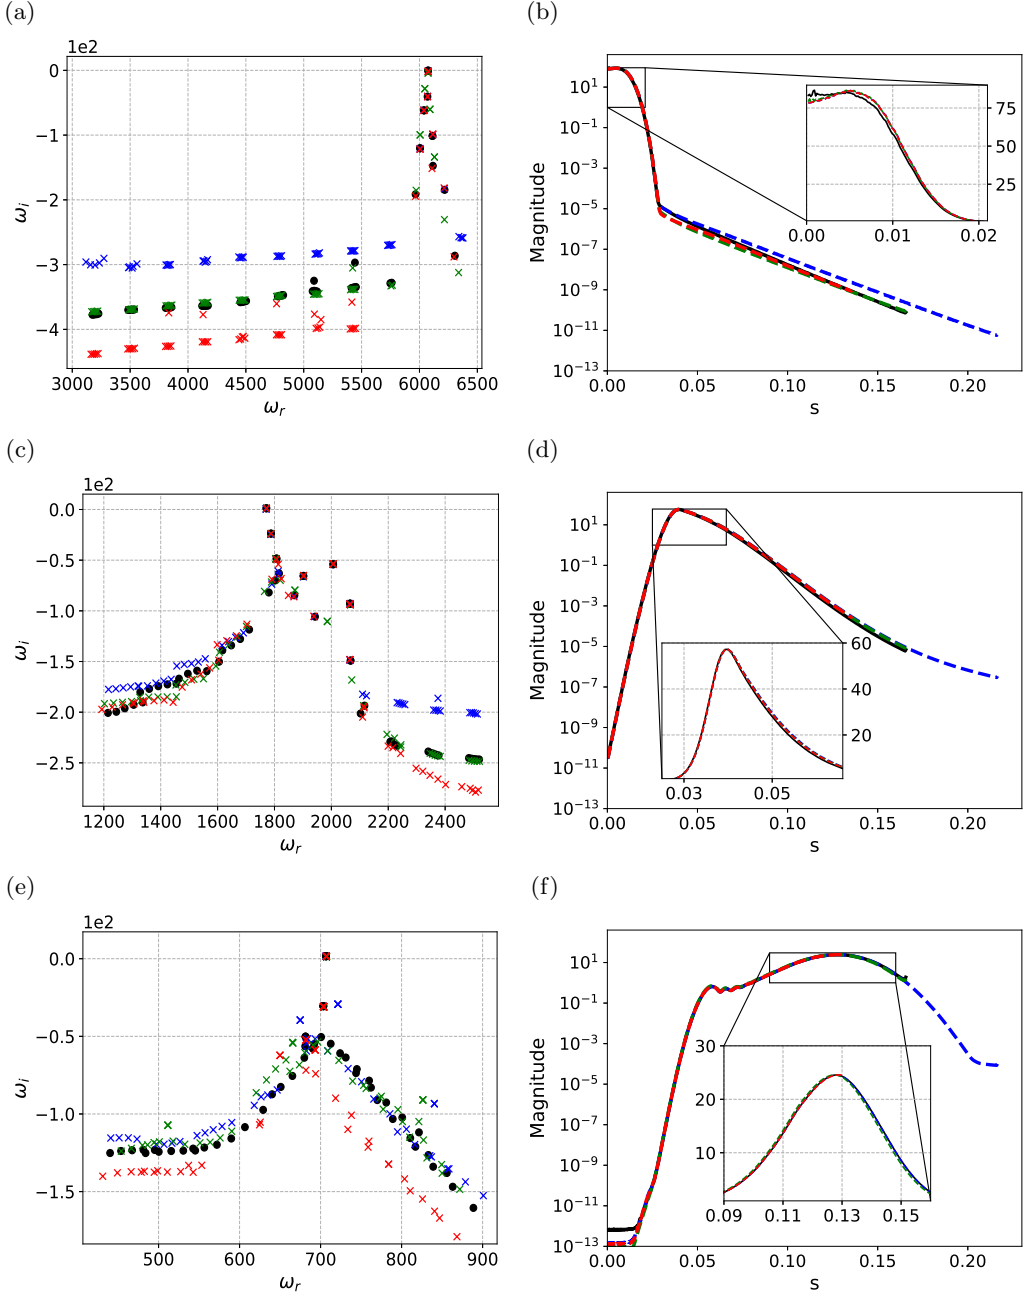 (a)
1e2
0
−1
−2
−3
−4
ωi
3000 3500 4000 4500 5000 5500 6000 6500
ωr
(b)
Magnitude
10^1
10^−1
10^−3
10^−5
10^−7
10^−9
10^−11
10^−13
75
50
25
0.00 0.01 0.02
0.00 0.05 0.10 0.15 0.20
s
(c)
1e2
0.0
−0.5
−1.0
−1.5
−2.0
−2.5
ωi
1200 1400 1600 1800 2000 2200 2400
ωr
(d)
Magnitude
10^1
10^−1
10^−3
10^−5
10^−7
10^−9
10^−11
10^−13
60
40
20
0.03 0.05
0.00 0.05 0.10 0.15 0.20
s
(e)
1e2
0.0
−0.5
−1.0
−1.5
ωi
500 600 700 800 900
ωr
(f)
Magnitude
10^1
10^−1
10^−3
10^−5
10^−7
10^−9
10^−11
10^−13
30
20
10
0.09 0.11 0.13 0.15
0.00 0.05 0.10 0.15 0.20
s